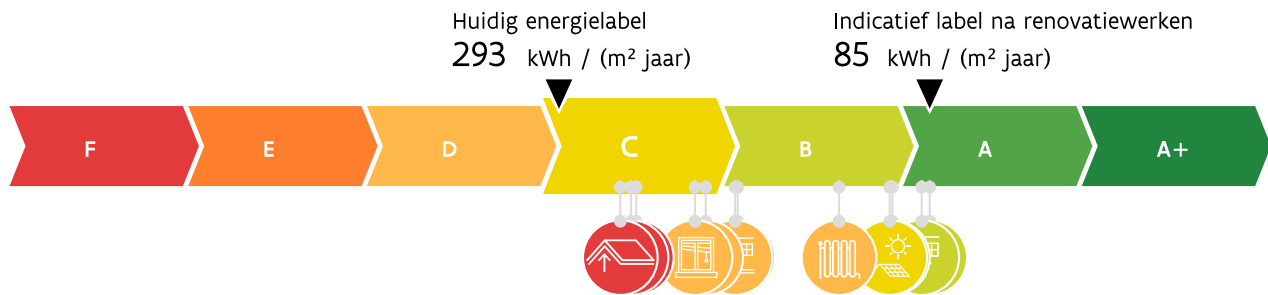 Huidig energielabel
293 kWh / (m² jaar)
Indicatief label na renovatiewerken
85 kWh / (m² jaar)
F
E
D
C
B
A
A+